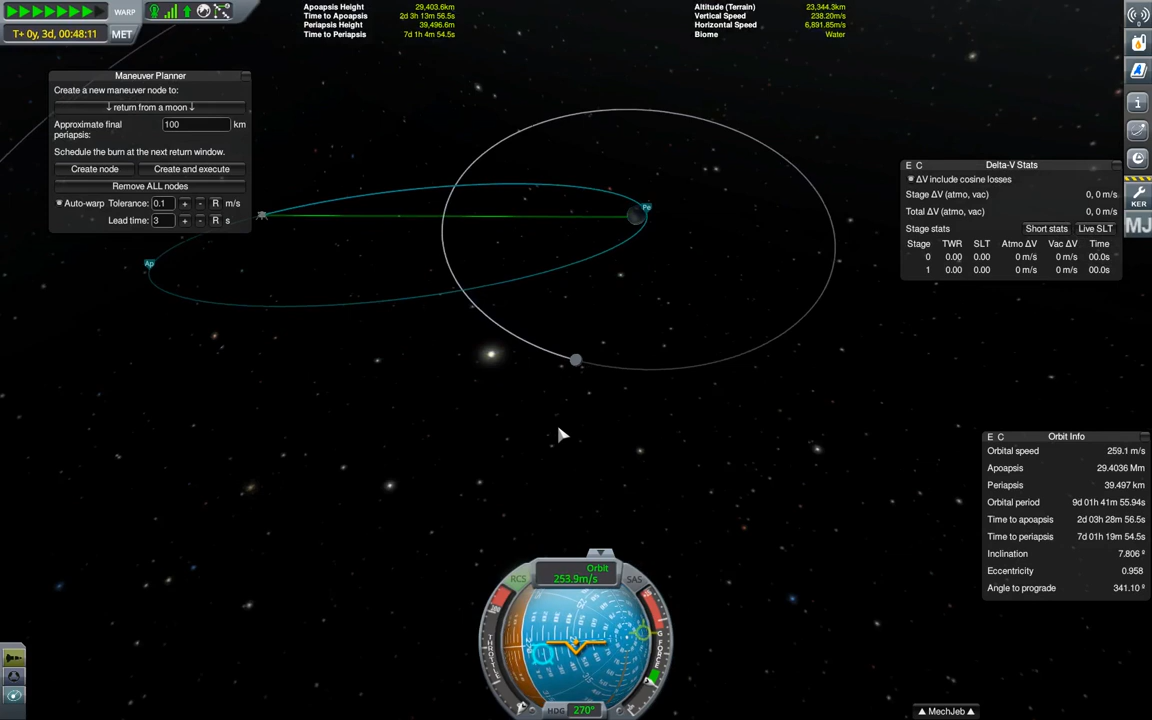 WARP
T+ 0y, 3d, 00:48:11 MET
Apoapsis Height 29,403.6km
Time to Apoapsis 2d 3h 13m 56.5s
Periapsis Height 39,496.6m
Time to Periapsis 7d 1h 4m 54.5s
Altitude (Terrain) 23,344.3km
Vertical Speed 238.20m/s
Horizontal Speed 6,891.85m/s
Biome Water
Maneuver Planner
Create a new maneuver node to:
↓ return from a moon ↓
Approximate final periapsis: 100 km
Schedule the burn at the next return window.
Create node Create and execute
Remove ALL nodes
Auto-warp Tolerance: 0.1 + - R m/s
Lead time: 3 + - R s
Pe
Ap
E C Delta-V Stats
ΔV include cosine losses
Stage ΔV (atmo, vac) 0, 0 m/s
Total ΔV (atmo, vac) 0, 0 m/s
Stage stats Short stats Live SLT
Stage TWR SLT Atmo ΔV Vac ΔV Time
0 0.00 0.00 0 m/s 0 m/s 00.0s
1 0.00 0.00 0 m/s 0 m/s 00.0s
KER
MJ
E C Orbit Info
Orbital speed 259.1 m/s
Apoapsis 29.4036 Mm
Periapsis 39.497 km
Orbital period 9d 01h 41m 55.94s
Time to apoapsis 2d 03h 28m 56.5s
Time to periapsis 7d 01h 19m 54.5s
Inclination 7.806 º
Eccentricity 0.958
Angle to prograde 341.10 º
Orbit
RCS 253.9m/s SAS
THROTTLE
G FORCE
HDG 270°
▲ MechJeb ▲